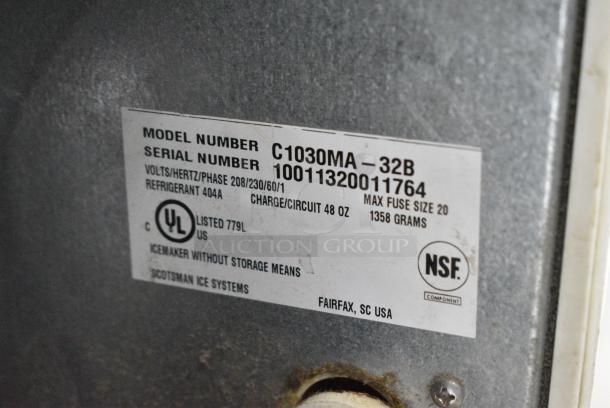 MODEL NUMBER C1030MA-32B
SERIAL NUMBER 10011320011764
VOLTS/HERTZ/PHASE 208/230/60/1 MAX FUSE SIZE 20
REFRIGERANT 404A CHARGE/CIRCUIT 48 OZ 1358 GRAMS
C UL LISTED 779L
US
AUCTION GROUP
ICEMAKER WITHOUT STORAGE MEANS
NSF.
COMPONENT
SCOTSMAN ICE SYSTEMS FAIRFAX, SC USA